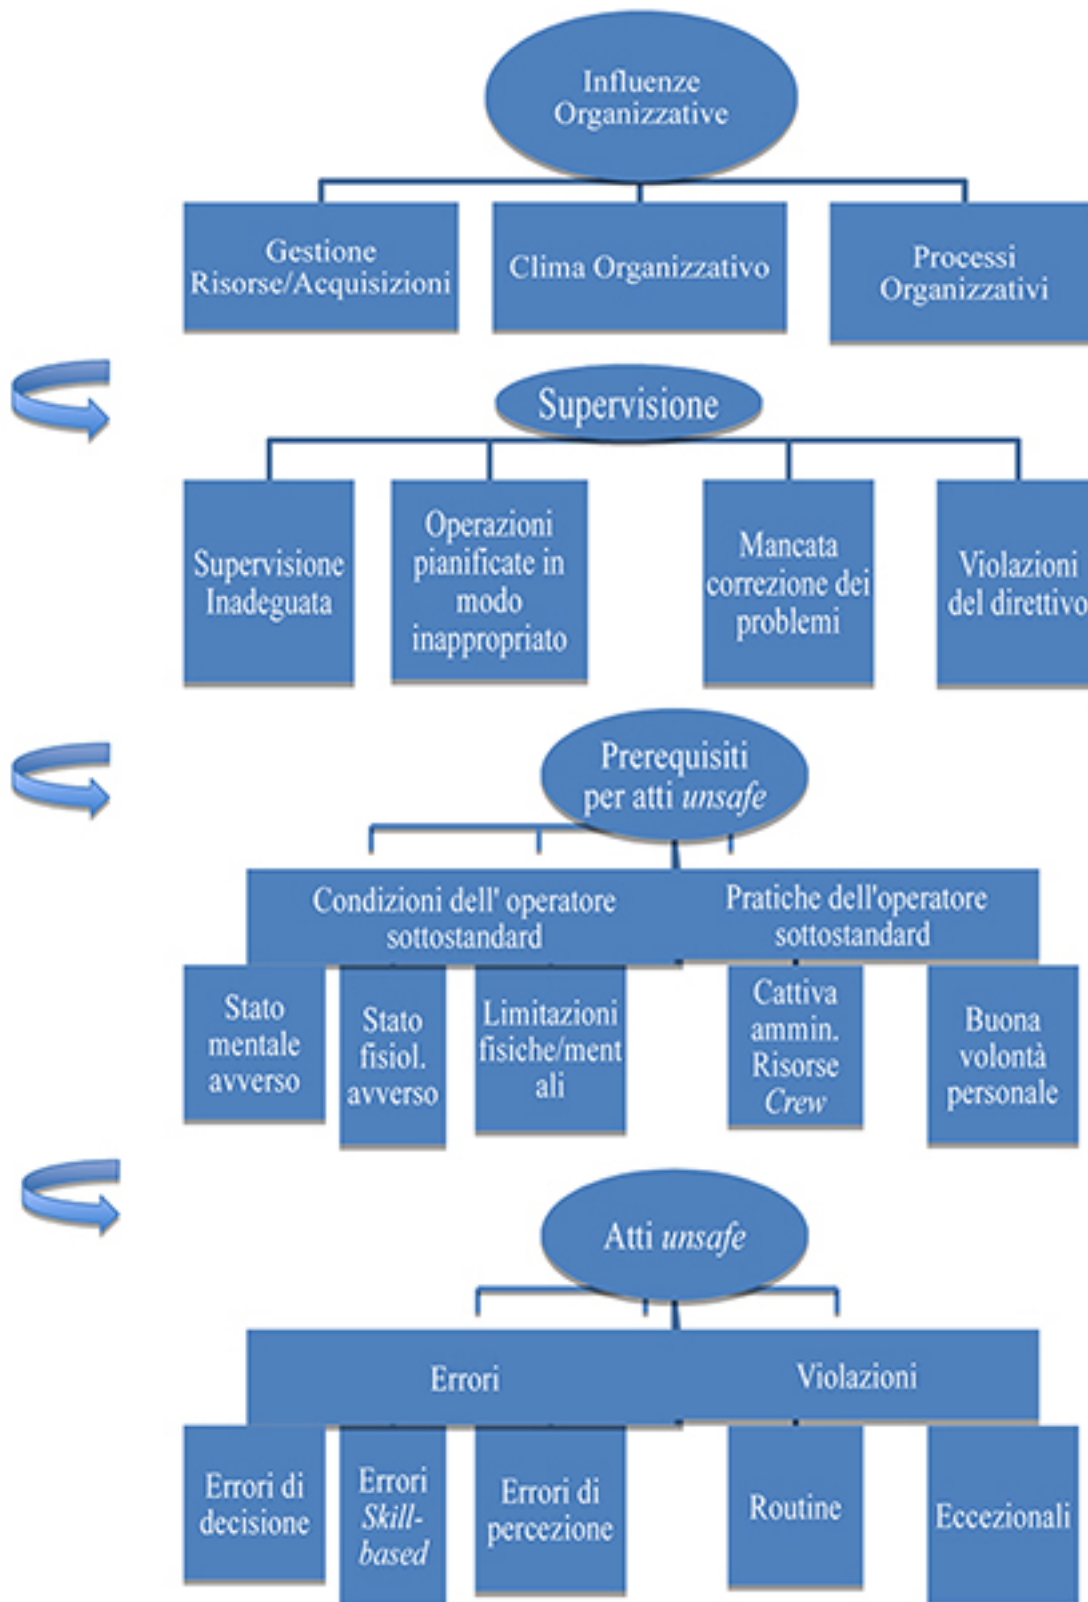 Influenze
Organizzative
Gestione
Risorse/Acquisizioni
Clima Organizzativo
Processi
Organizzativi
Supervisione
Supervisione
Inadeguata
Operazioni
pianificate in
modo
inappropriato
Mancata
correzione dei
problemi
Violazioni
del direttivo
Prerequisiti
per atti unsafe
Condizioni dell' operatore
sottostandard
Pratiche dell'operatore
sottostandard
Stato
mentale
avverso
Stato
fisiol.
avverso
Limitazioni
fisiche/ment
ali
Cattiva
ammin.
Risorse
Crew
Buona
volontà
personale
Atti unsafe
Errori
Violazioni
Errori di
decisione
Errori
Skill-
based
Errori di
percezione
Routine
Eccezionali